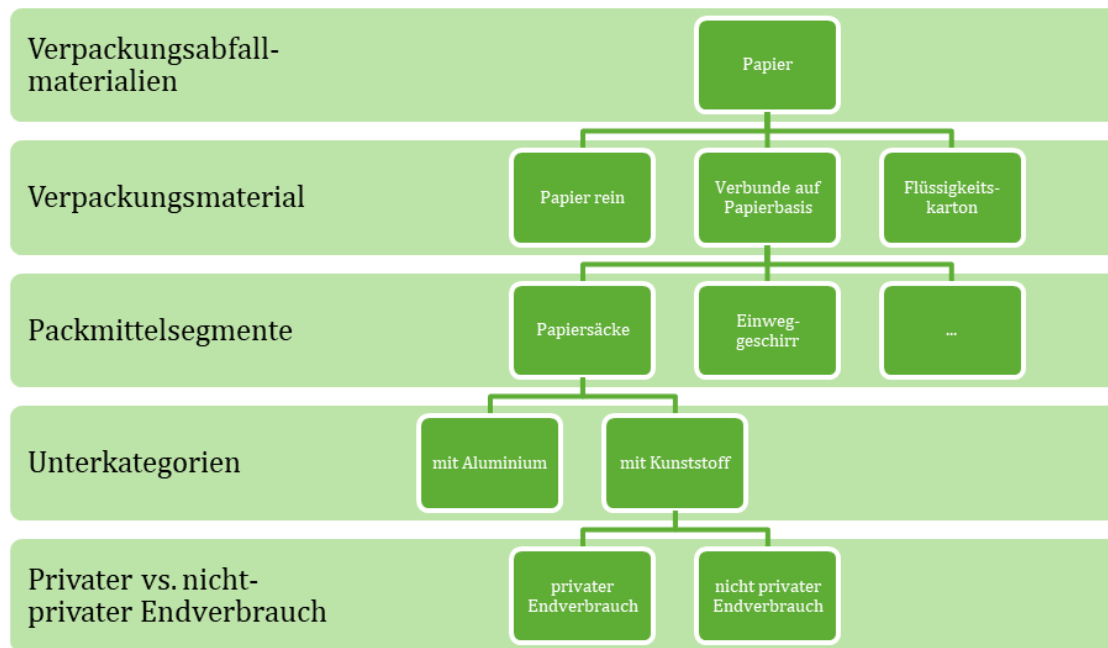 Verpackungsabfall-
materialien
Papier
Verpackungsmaterial
Papier rein
Verbunde auf
Papierbasis
Flüssigkeits-
karton
Packmittelsegmente
Papiersäcke
Einweg-
geschirr
...
Unterkategorien
mit Aluminium
mit Kunststoff
Privater vs. nicht-
privater Endverbrauch
privater
Endverbrauch
nicht privater
Endverbrauch